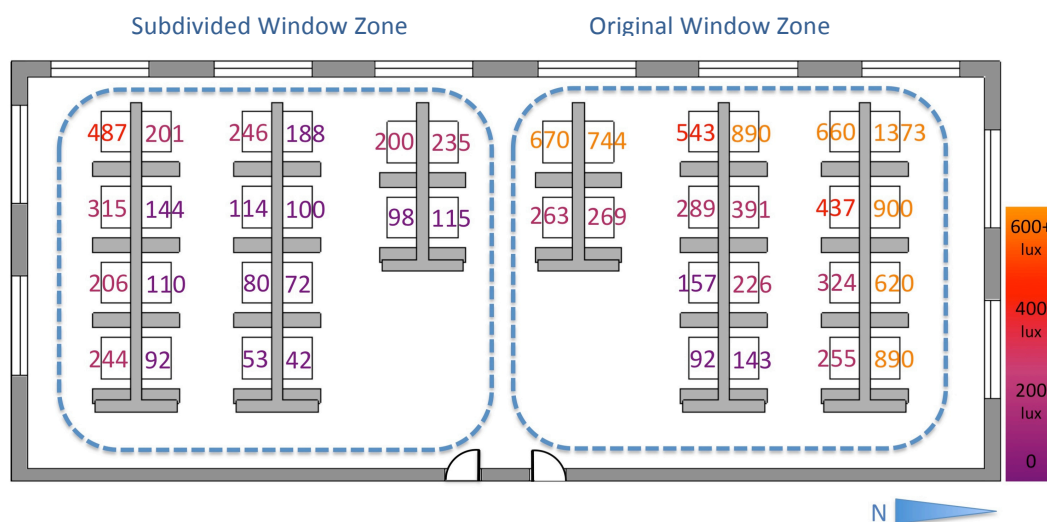 Subdivided Window Zone Original Window Zone
487 201 246 188 200 235 670 744 543 890 660 1373
315 144 114 100 98 115 263 269 289 391 437 900
206 110 80 72 157 226 324 620
244 92 53 42 92 143 255 890
600+
lux
400
lux
200
lux
0
N